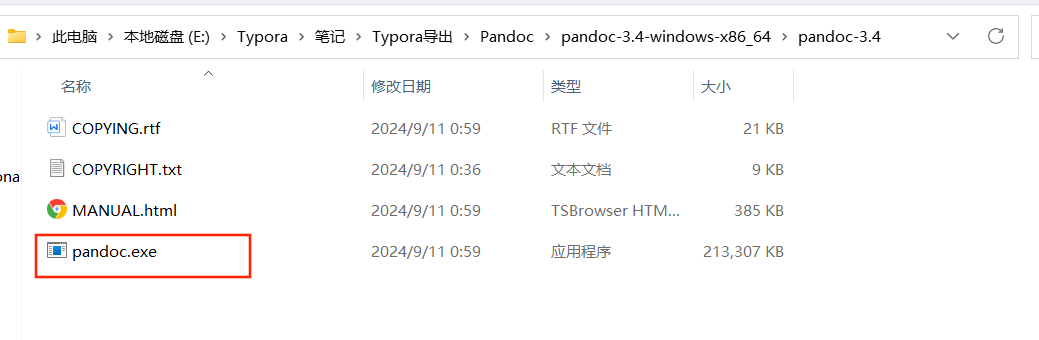 此电脑 > 本地磁盘 (E:) > Typora > 笔记 > Typora导出 > Pandoc > pandoc-3.4-windows-x86_64 > pandoc-3.4
名称 修改日期 类型 大小
COPYING.rtf 2024/9/11 0:59 RTF 文件 21 KB
COPYRIGHT.txt 2024/9/11 0:36 文本文档 9 KB
ona
MANUAL.html 2024/9/11 0:59 TSBrowser HTM... 385 KB
pandoc.exe 2024/9/11 0:59 应用程序 213,307 KB